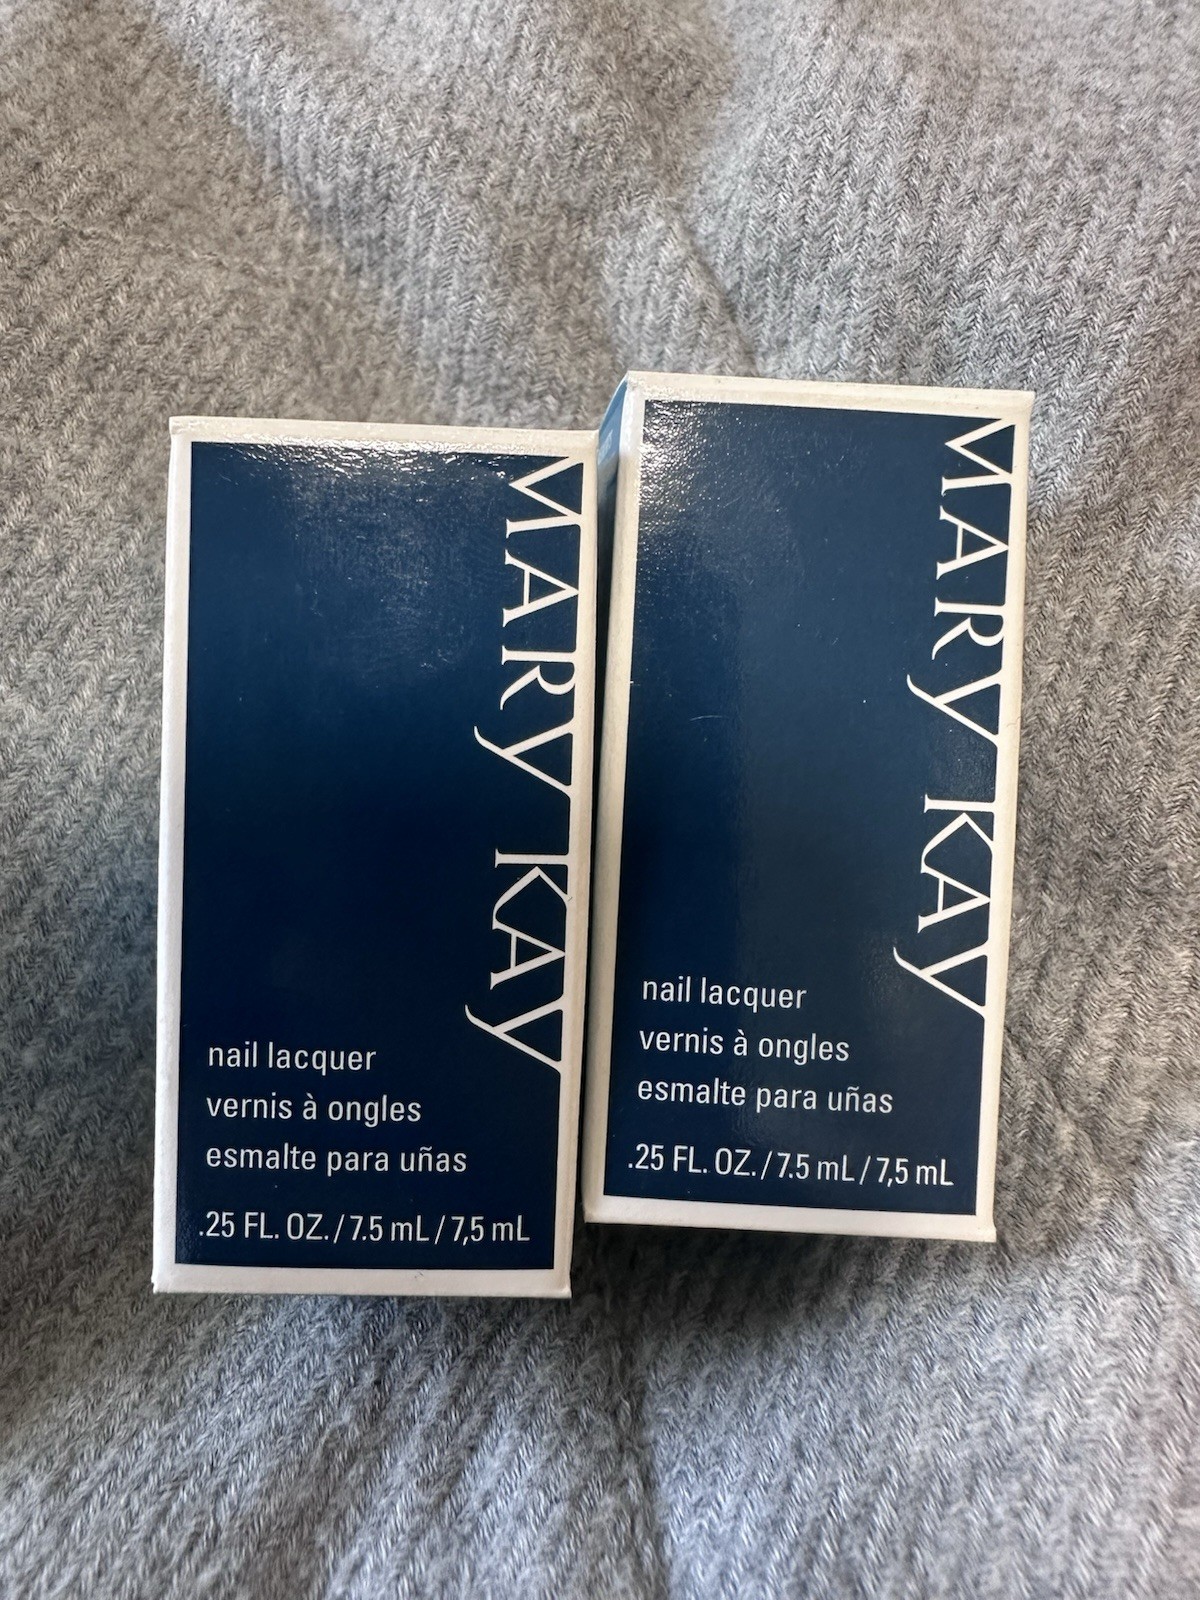 MARY KAY
nail lacquer
vernis à ongles
esmalte para uñas
.25 FL. OZ. / 7.5 mL / 7,5 mL
MARY KAY
nail lacquer
vernis à ongles
esmalte para uñas
.25 FL. OZ. / 7.5 mL / 7,5 mL